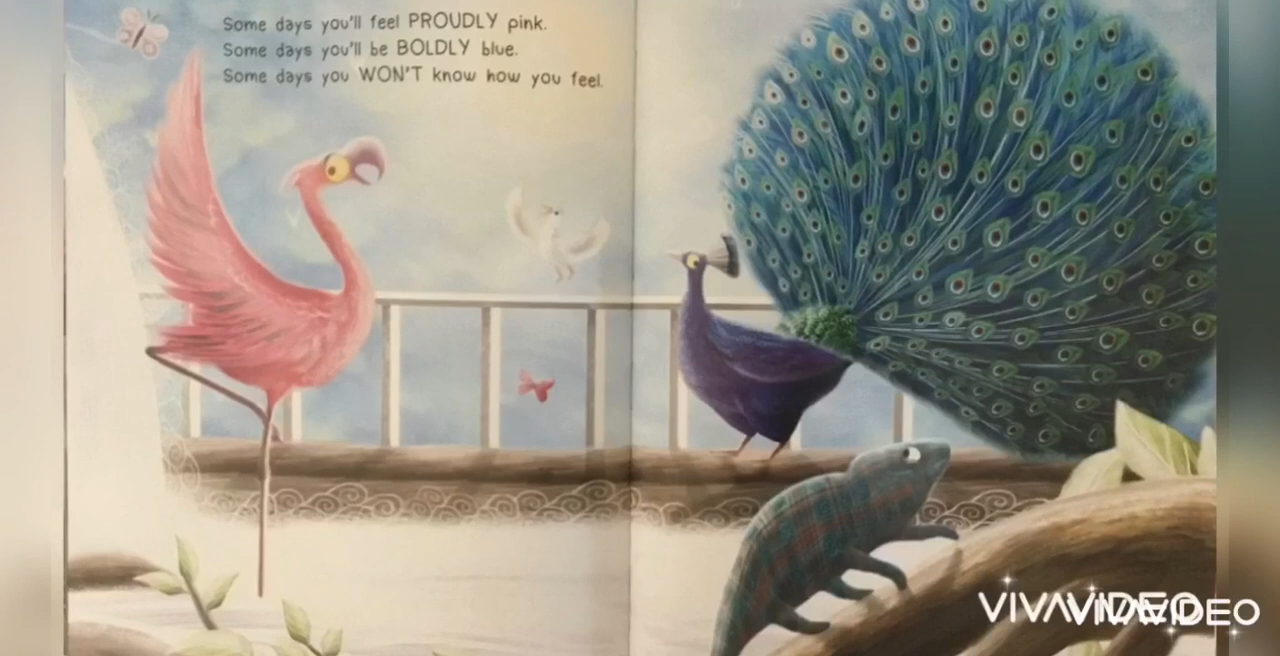 Some days you'll feel PROUDLY pink.
Some days you'll be BOLDLY blue.
Some days you WON'T know how you feel.
VIVAVIDEO
VIVAVIDEO